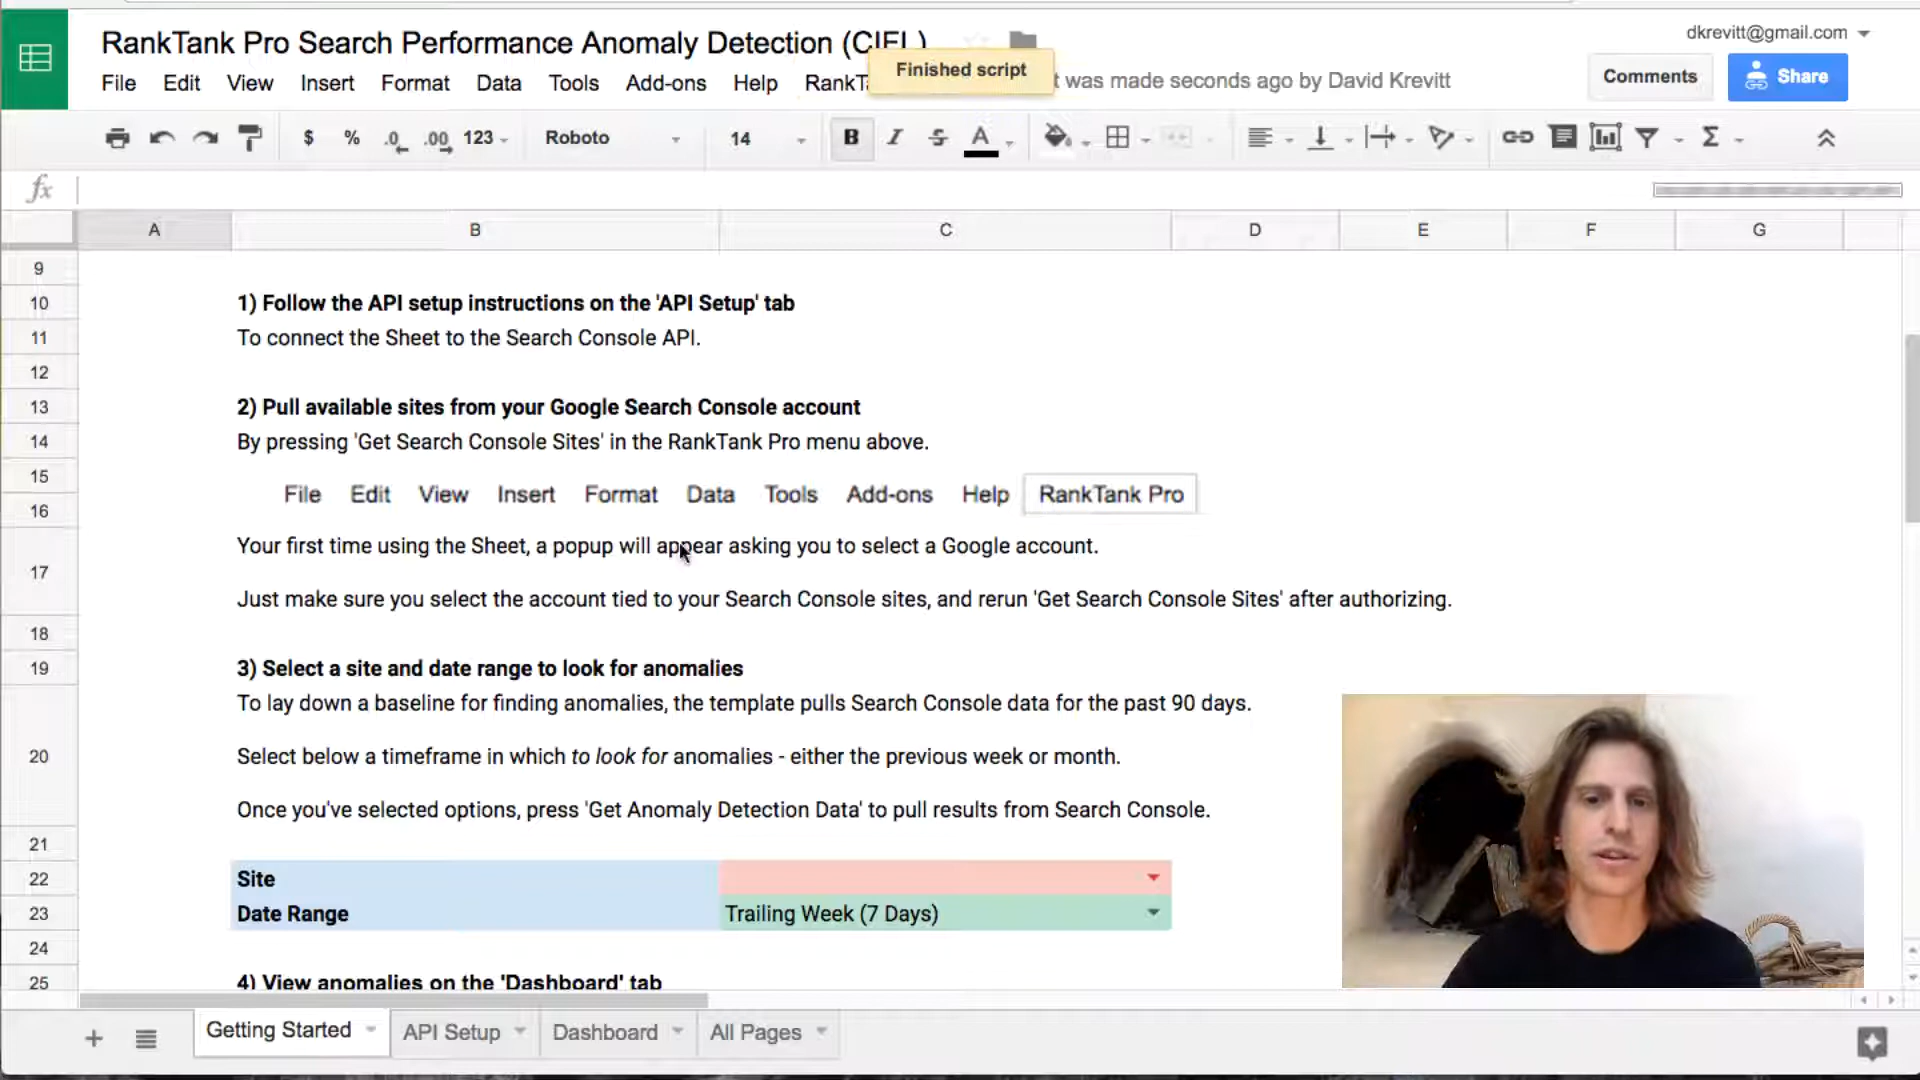 RankTank Pro Search Performance Anomaly Detection (CIFL)
dkrevitt@gmail.com
File Edit View Insert Format Data Tools Add-ons Help RankTa
Finished script
t was made seconds ago by David Krevitt
Comments
Share
$ % .0 .00 123
Roboto
14
B I S A
fx
A B C D E F G
9
10 1) Follow the API setup instructions on the 'API Setup' tab
11 To connect the Sheet to the Search Console API.
12
13 2) Pull available sites from your Google Search Console account
14 By pressing 'Get Search Console Sites' in the RankTank Pro menu above.
15
File Edit View Insert Format Data Tools Add-ons Help RankTank Pro
16
Your first time using the Sheet, a popup will appear asking you to select a Google account.
17
Just make sure you select the account tied to your Search Console sites, and rerun 'Get Search Console Sites' after authorizing.
18
19 3) Select a site and date range to look for anomalies
To lay down a baseline for finding anomalies, the template pulls Search Console data for the past 90 days.
20 Select below a timeframe in which to look for anomalies - either the previous week or month.
Once you've selected options, press 'Get Anomaly Detection Data' to pull results from Search Console.
21
22 Site
23 Date Range Trailing Week (7 Days)
24
25 4) View anomalies on the 'Dashboard' tab
Getting Started API Setup Dashboard All Pages